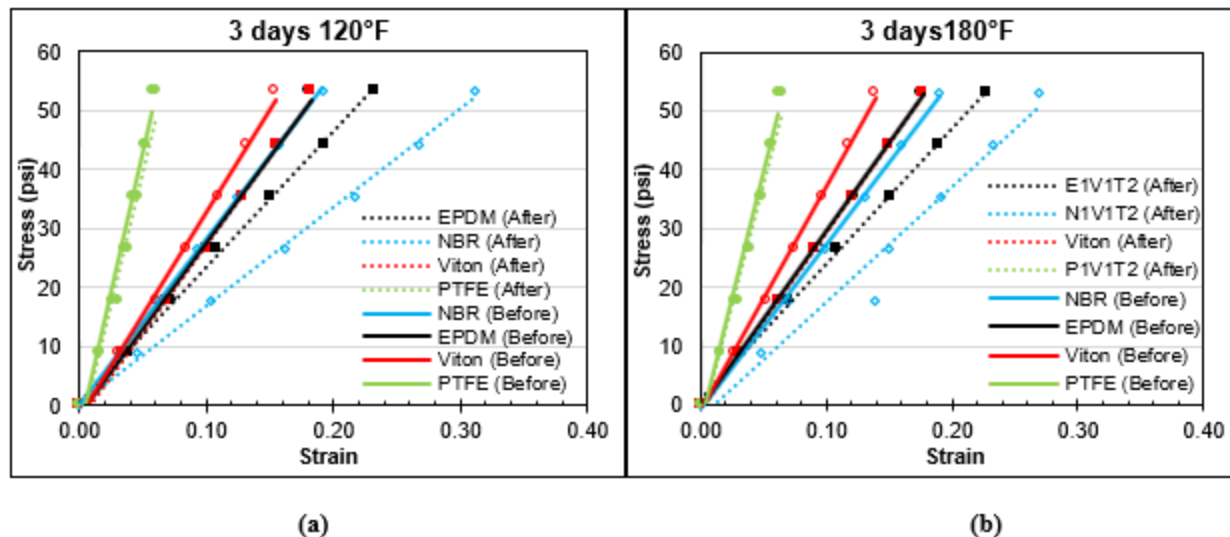 3 days 120°F
60
50
40
30
20
10
0
Stress (psi)
0.00 0.10 0.20 0.30 0.40
Strain
EPDM (After)
NBR (After)
Viton (After)
PTFE (After)
NBR (Before)
EPDM (Before)
Viton (Before)
PTFE (Before)
(a)
3 days180°F
60
50
40
30
20
10
0
Stress (psi)
0.00 0.10 0.20 0.30 0.40
Strain
E1V1T2 (After)
N1V1T2 (After)
Viton (After)
P1V1T2 (After)
NBR (Before)
EPDM (Before)
Viton (Before)
PTFE (Before)
(b)